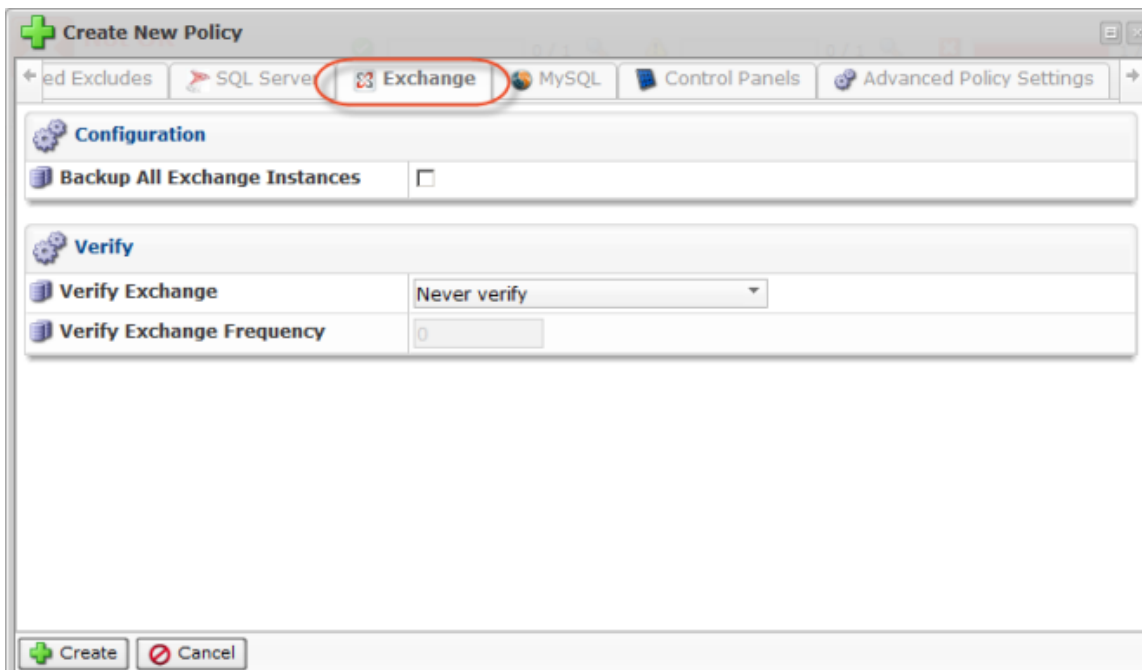 Create New Policy
ed Excludes SQL Server Exchange MySQL Control Panels Advanced Policy Settings
Configuration
Backup All Exchange Instances
Verify
Verify Exchange Never verify
Verify Exchange Frequency 0
Create Cancel